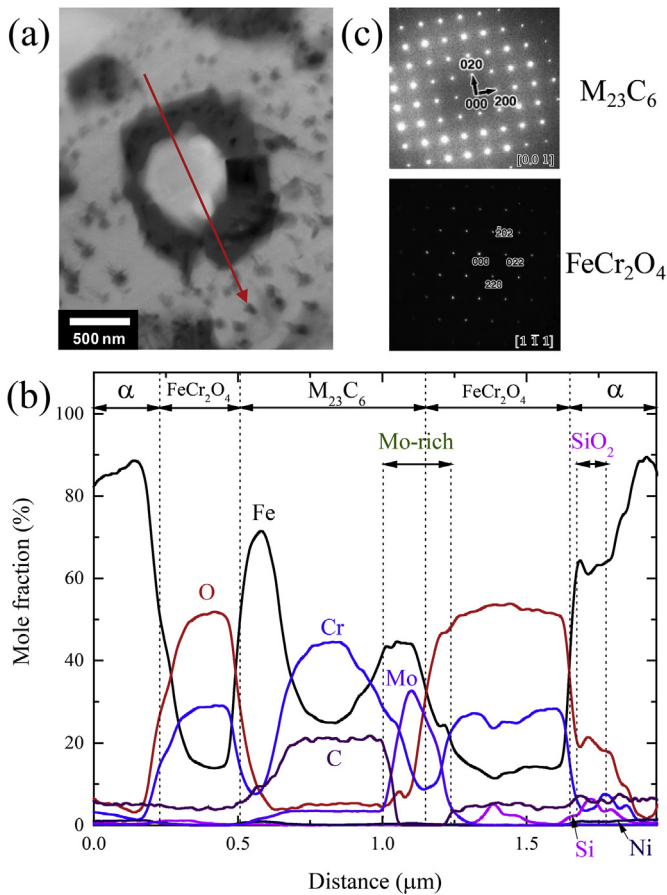 (a)
500 nm
(c)
020
000 200
[0,0 1]
M₂₃C₆
2̄02
000 022
220
[1 1̄ 1]
FeCr₂O₄
(b)
α FeCr₂O₄ M₂₃C₆ FeCr₂O₄ α
Mo-rich SiO₂
Fe
O
Cr
Mo
C
Si Ni
100
80
60
40
20
0
Mole fraction (%)
0.0 0.5 1.0 1.5
Distance (μm)